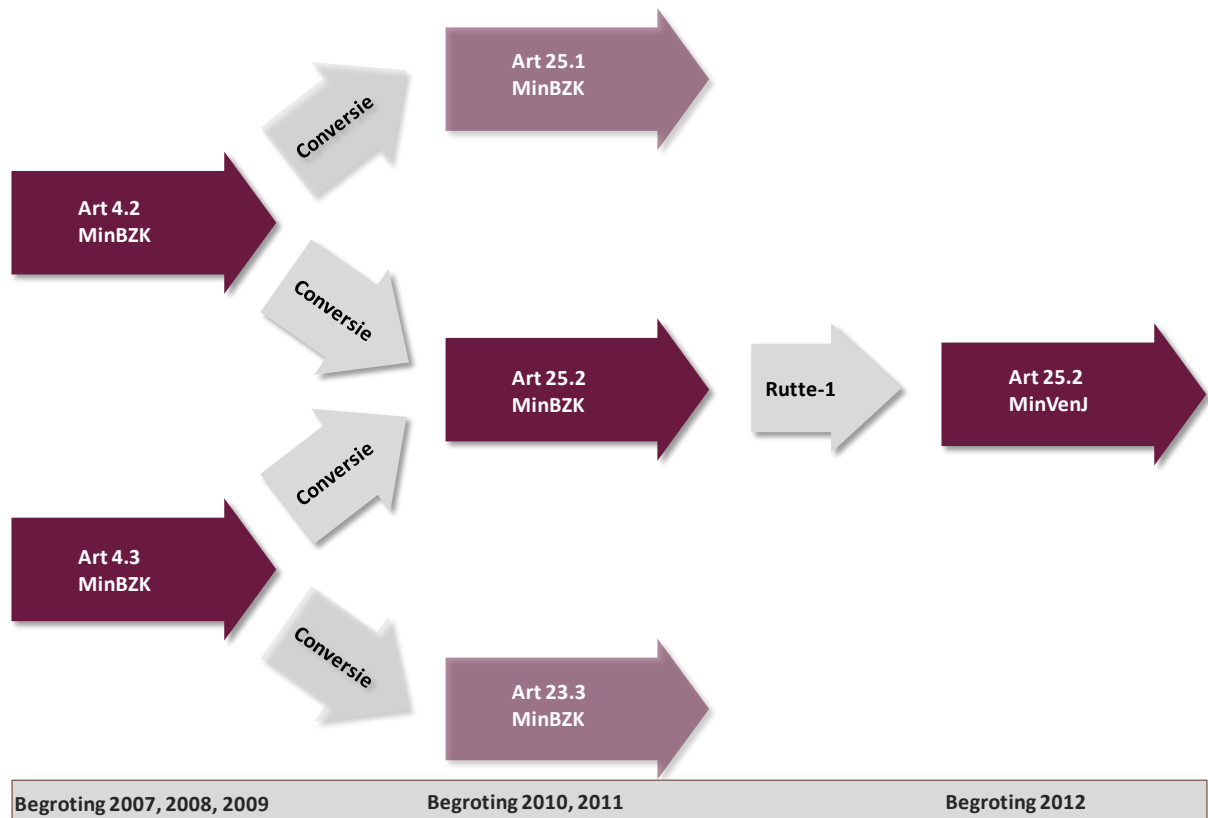 Art 25.1
MinBZK
Conversie
Art 4.2
MinBZK
Conversie
Art 25.2
MinBZK
Rutte-1
Art 25.2
MinVenJ
Conversie
Art 4.3
MinBZK
Conversie
Art 23.3
MinBZK
Begroting 2007, 2008, 2009
Begroting 2010, 2011
Begroting 2012